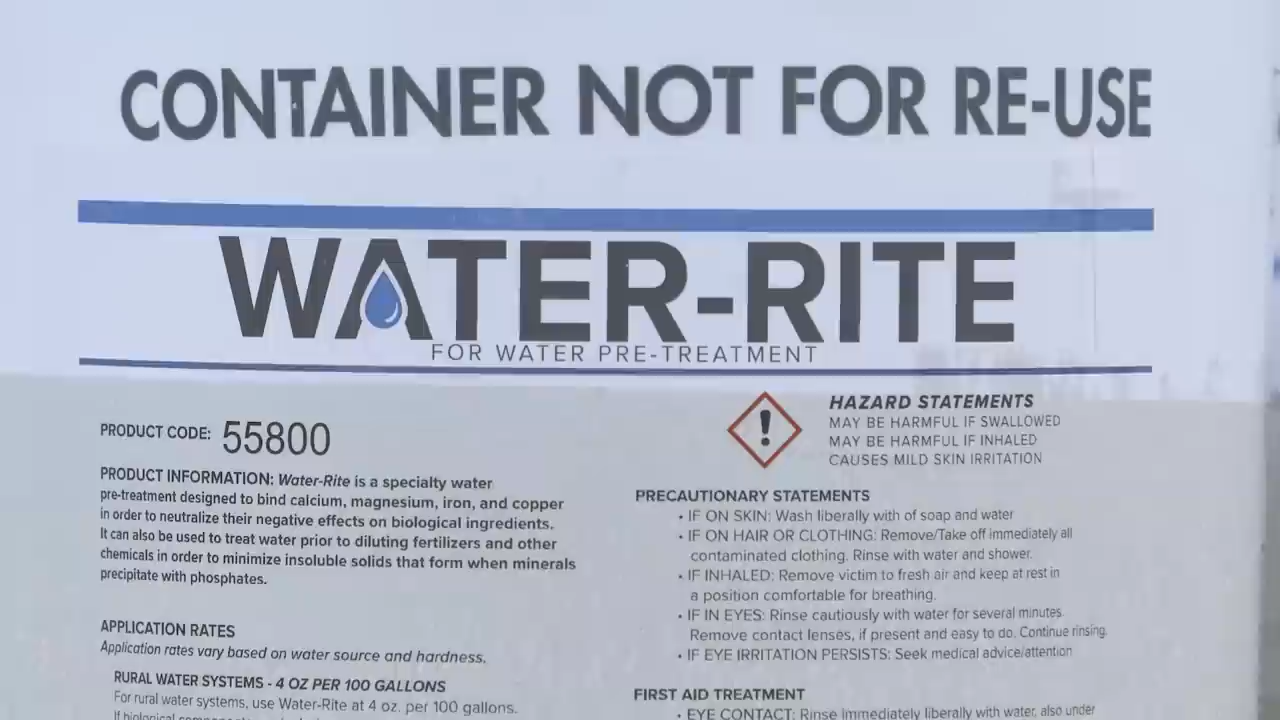 CONTAINER NOT FOR RE-USE
WATER-RITE
FOR WATER PRE-TREATMENT
PRODUCT CODE: 55800
PRODUCT INFORMATION: Water-Rite is a specialty water
pre-treatment designed to bind calcium, magnesium, iron, and copper
in order to neutralize their negative effects on biological ingredients.
It can also be used to treat water prior to diluting fertilizers and other
chemicals in order to minimize insoluble solids that form when minerals
precipitate with phosphates.
APPLICATION RATES
Application rates vary based on water source and hardness.
RURAL WATER SYSTEMS - 4 OZ PER 100 GALLONS
For rural water systems, use Water-Rite at 4 oz. per 100 gallons.
If biological
HAZARD STATEMENTS
MAY BE HARMFUL IF SWALLOWED
MAY BE HARMFUL IF INHALED
CAUSES MILD SKIN IRRITATION
PRECAUTIONARY STATEMENTS
• IF ON SKIN: Wash liberally with of soap and water
• IF ON HAIR OR CLOTHING: Remove/Take off immediately all
contaminated clothing. Rinse with water and shower.
• IF INHALED: Remove victim to fresh air and keep at rest in
a position comfortable for breathing.
• IF IN EYES: Rinse cautiously with water for several minutes.
Remove contact lenses, if present and easy to do. Continue rinsing.
• IF EYE IRRITATION PERSISTS: Seek medical advice/attention
FIRST AID TREATMENT
• EYE CONTACT: Rinse immediately liberally with water, also under